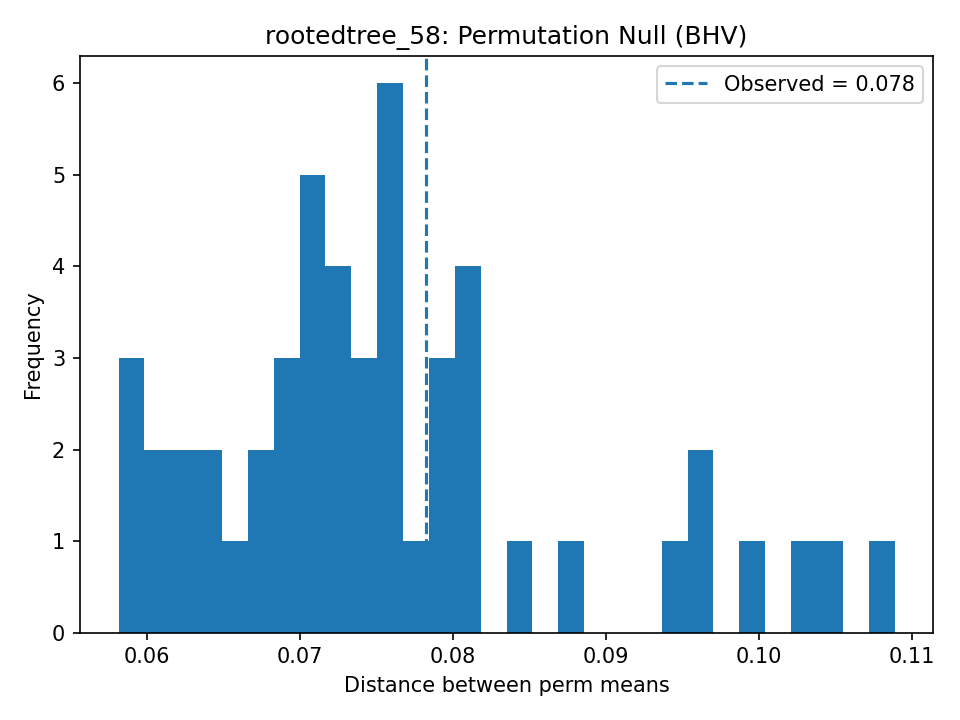 rootedtree_58: Permutation Null (BHV)
Observed = 0.078
6
5
4
3
2
1
0
Frequency
0.06 0.07 0.08 0.09 0.10 0.11
Distance between perm means